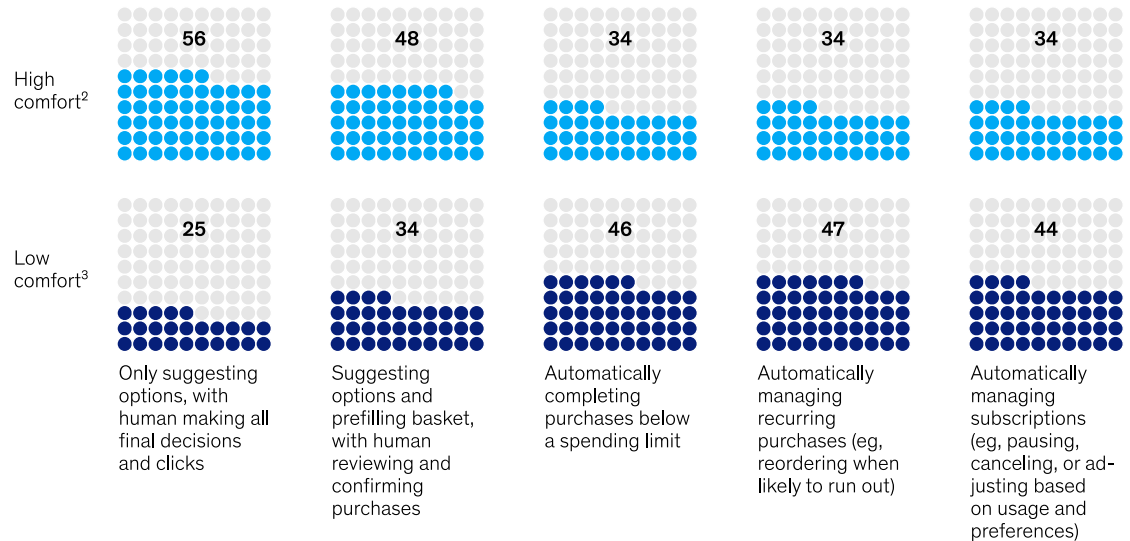 56
48
34
34
34
High
comfort²
25
34
46
47
44
Low
comfort³
Only suggesting
options, with
human making all
final decisions
and clicks
Suggesting
options and
prefilling basket,
with human
reviewing and
confirming
purchases
Automatically
completing
purchases below
a spending limit
Automatically
managing
recurring
purchases (eg,
reordering when
likely to run out)
Automatically
managing
subscriptions
(eg, pausing,
canceling, or ad-
justing based
on usage and
preferences)